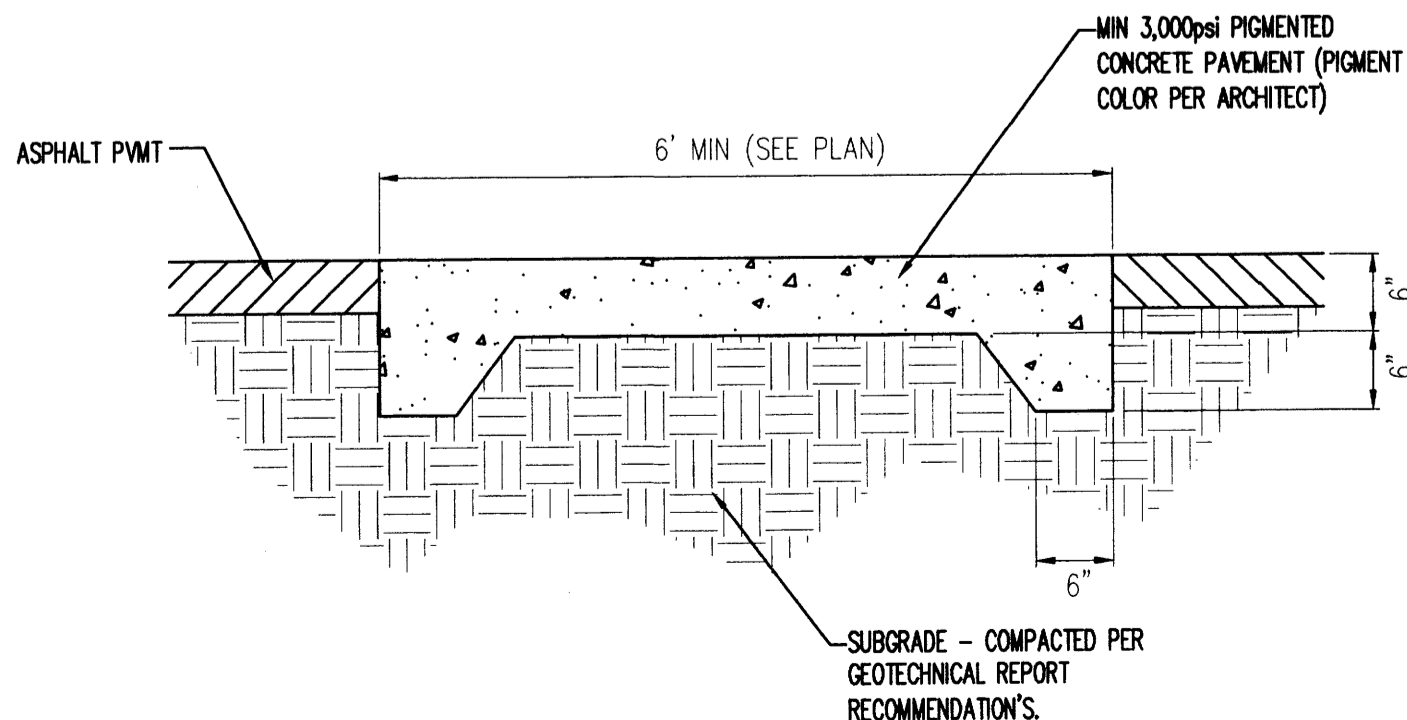 MIN 3,000psi PIGMENTED
CONCRETE PAVEMENT (PIGMENT
COLOR PER ARCHITECT)
ASPHALT PVMT
6' MIN (SEE PLAN)
6"
6"
6"
SUBGRADE - COMPACTED PER
GEOTECHNICAL REPORT
RECOMMENDATION'S.